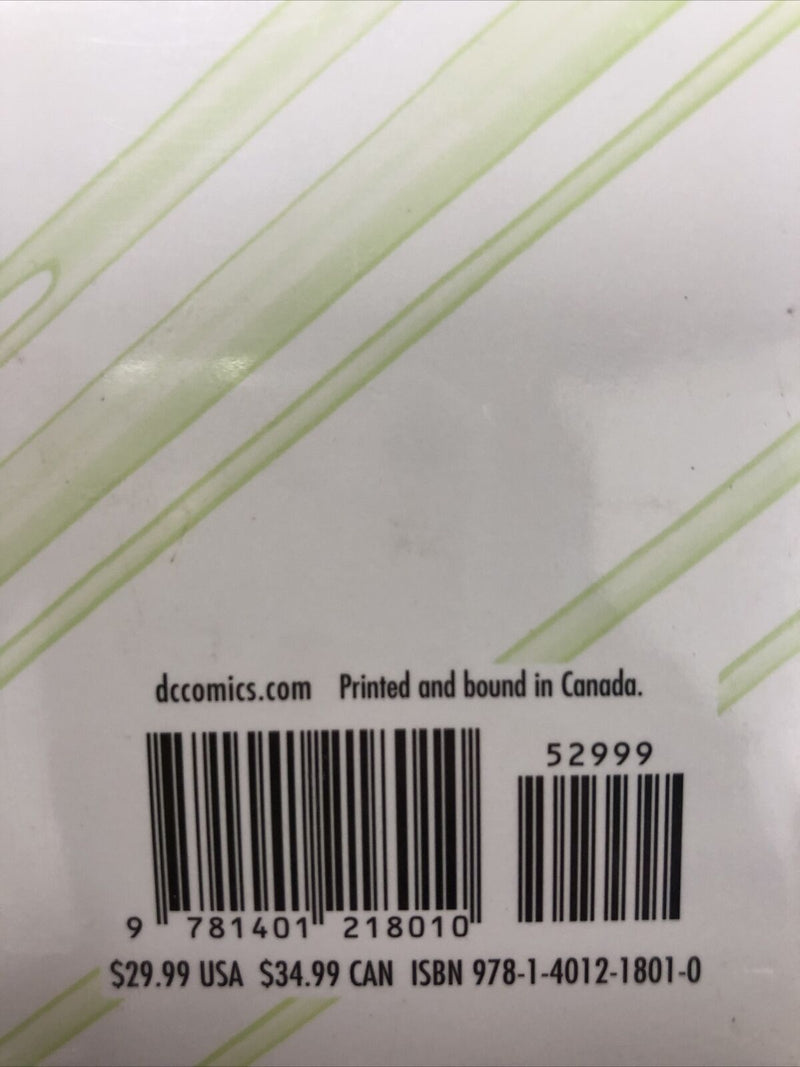 dccomics.com Printed and bound in Canada.
52999
9 781401 218010
$29.99 USA $34.99 CAN ISBN 978-1-4012-1801-0